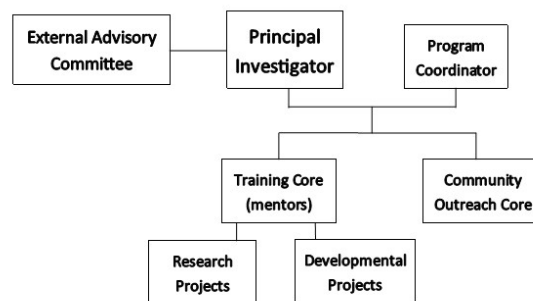 External Advisory
Committee
Principal
Investigator
Program
Coordinator
Training Core
(mentors)
Community
Outreach Core
Research
Projects
Developmental
Projects